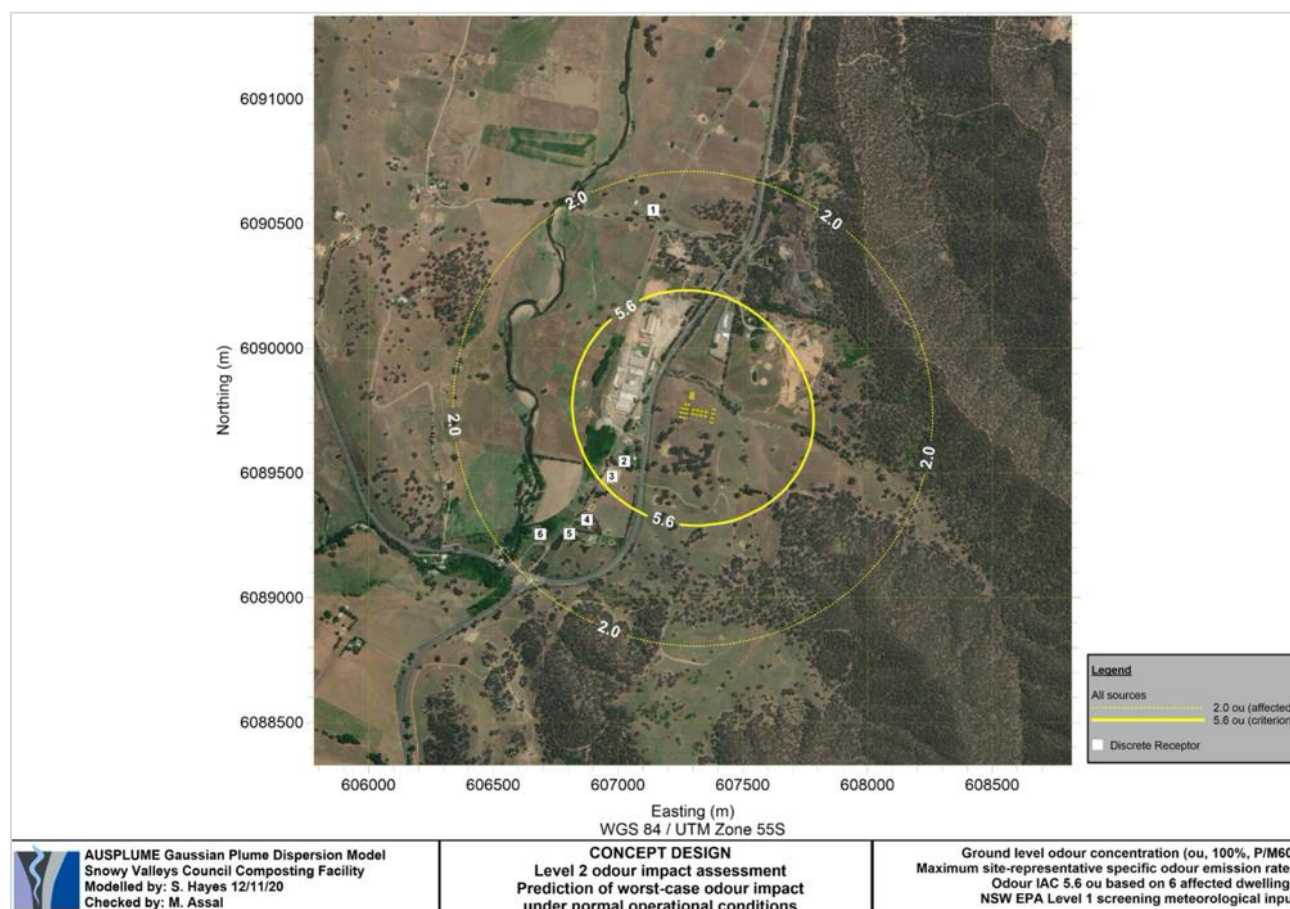 6091000
6090500
6090000
6089500
6089000
6088500
Northing (m)
2.0
2.0
2.0
2.0
2.0
5.6
5.6
1
2
3
4
5
6
606000 606500 607000 607500 608000 608500
Easting (m)
WGS 84 / UTM Zone 55S
Legend
All sources
2.0 ou (affected
5.6 ou (criterion
Discrete Receptor
AUSPLUME Gaussian Plume Dispersion Model
Snowy Valleys Council Composting Facility
Modelled by: S. Hayes 12/11/20
Checked by: M. Assal
CONCEPT DESIGN
Level 2 odour impact assessment
Prediction of worst-case odour impact
under normal operational conditions
Ground level odour concentration (ou, 100%, P/M60
Maximum site-representative specific odour emission rate
Odour IAC 5.6 ou based on 6 affected dwelling
NSW EPA Level 1 screening meteorological inpu